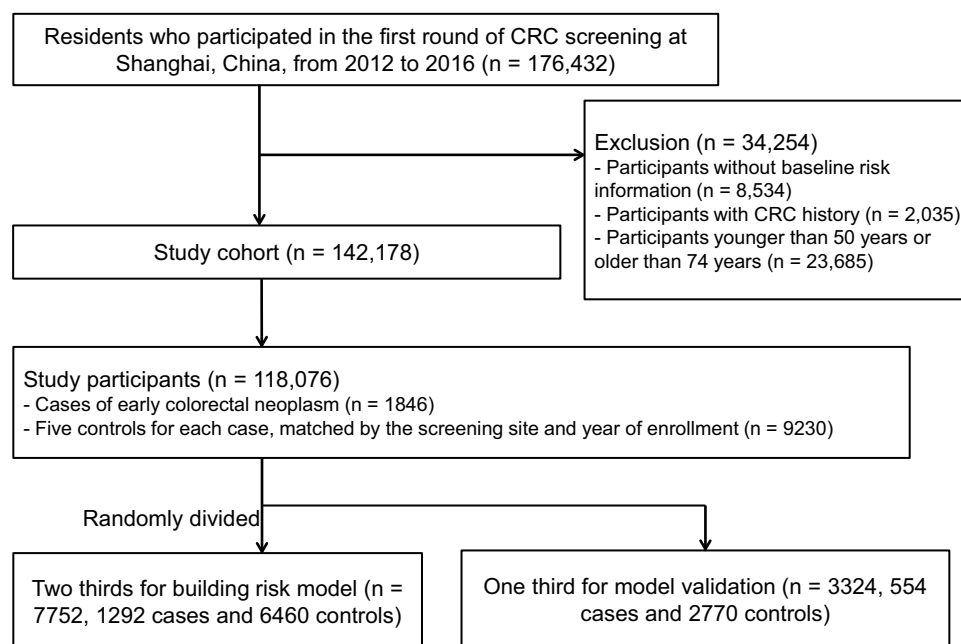 Residents who participated in the first round of CRC screening at
Shanghai, China, from 2012 to 2016 (n = 176,432)
Exclusion (n = 34,254)
- Participants without baseline risk
information (n = 8,534)
- Participants with CRC history (n = 2,035)
- Participants younger than 50 years or
older than 74 years (n = 23,685)
Study cohort (n = 142,178)
Study participants (n = 118,076)
- Cases of early colorectal neoplasm (n = 1846)
- Five controls for each case, matched by the screening site and year of enrollment (n = 9230)
Randomly divided
Two thirds for building risk model (n =
7752, 1292 cases and 6460 controls)
One third for model validation (n = 3324, 554
cases and 2770 controls)